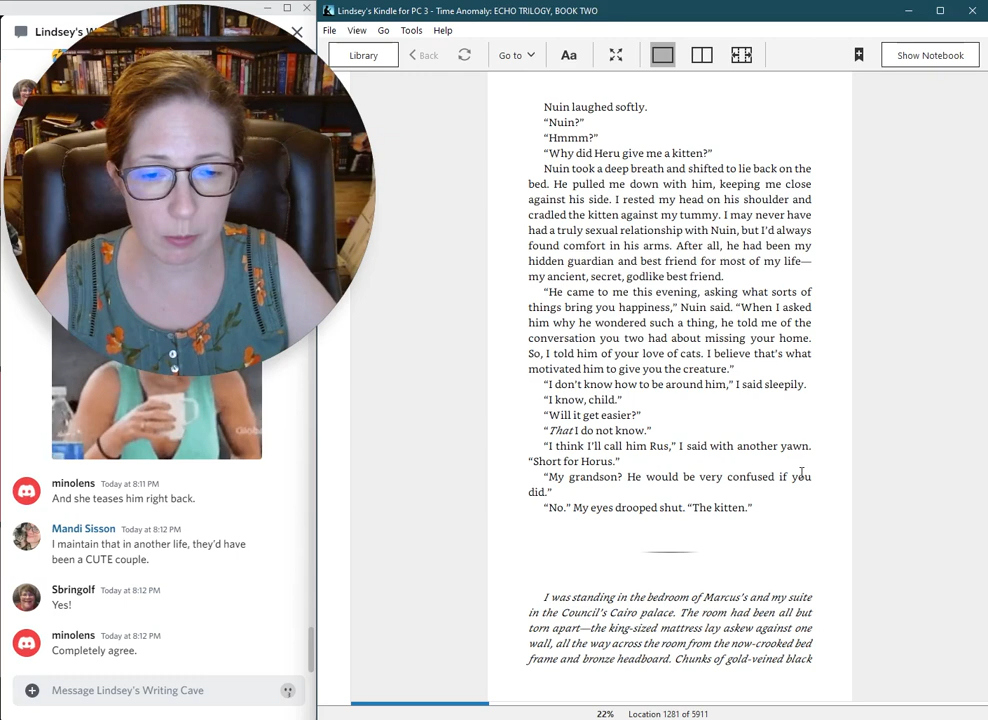 Lindsey's W
minolens Today at 8:11 PM
And she teases him right back.
Mandi Sisson Today at 8:12 PM
I maintain that in another life, they'd have
been a CUTE couple.
Sbringolf Today at 8:12 PM
Yes!
minolens Today at 8:12 PM
Completely agree.
Message Lindsey's Writing Cave
Lindsey's Kindle for PC 3 - Time Anomaly: ECHO TRILOGY, BOOK TWO
File View Go Tools Help
Library Back Go to Aa Show Notebook
Nuin laughed softly.
“Nuin?”
“Hmmm?”
“Why did Heru give me a kitten?”
Nuin took a deep breath and shifted to lie back on the
bed. He pulled me down with him, keeping me close
against his side. I rested my head on his shoulder and
cradled the kitten against my tummy. I may never have
had a truly sexual relationship with Nuin, but I’d always
found comfort in his arms. After all, he had been my
hidden guardian and best friend for most of my life—
my ancient, secret, godlike best friend.
“He came to me this evening, asking what sorts of
things bring you happiness,” Nuin said. “When I asked
him why he wondered such a thing, he told me of the
conversation you two had about missing your home.
So, I told him of your love of cats. I believe that’s what
motivated him to give you the creature.”
“I don’t know how to be around him,” I said sleepily.
“I know, child.”
“Will it get easier?”
“That I do not know.”
“I think I’ll call him Rus,” I said with another yawn.
“Short for Horus.”
“My grandson? He would be very confused if you
did.”
“No.” My eyes drooped shut. “The kitten.”
I was standing in the bedroom of Marcus’s and my suite
in the Council’s Cairo palace. The room had been all but
torn apart—the king-sized mattress lay askew against one
wall, all the way across the room from the now-crooked bed
frame and bronze headboard. Chunks of gold-veined black
22% Location 1281 of 5911